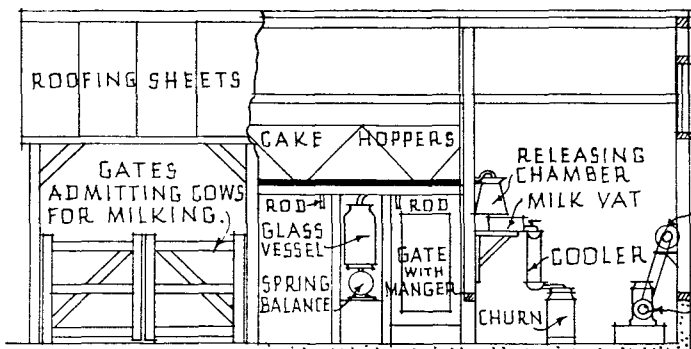 ROOFING SHEETS
CAKE HOPPERS
GATES
ADMITTING COWS
FOR MILKING.
ROD
GLASS
VESSEL
SPRING
BALANCE
ROD
GATE
WITH
MANGER
RELEASING
CHAMBER
MILK VAT
COOLER
CHURN